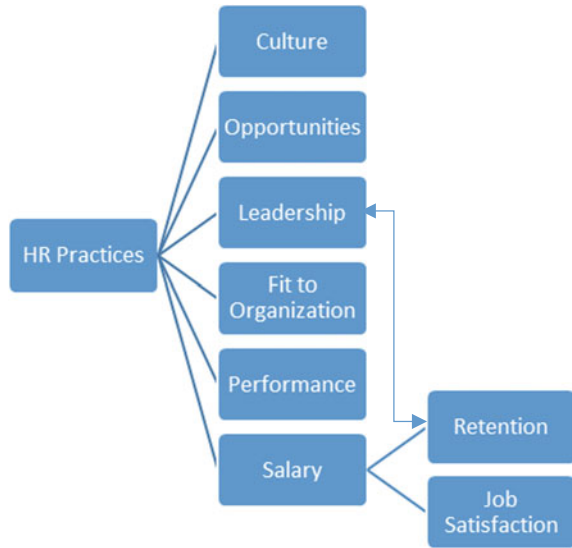 Culture
Opportunities
Leadership
HR Practices
Fit to
Organization
Performance
Retention
Salary
Job
Satisfaction